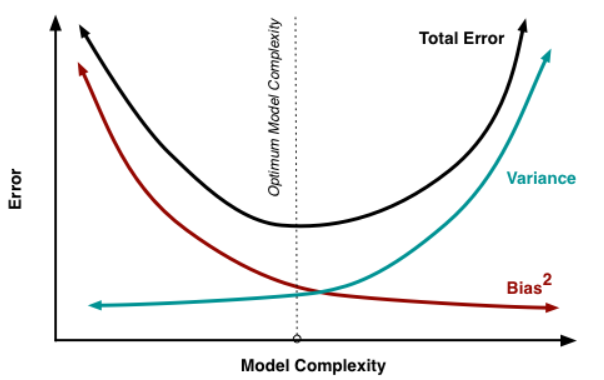 Total Error
Optimum Model Complexity
Variance
Error
Bias²
Model Complexity